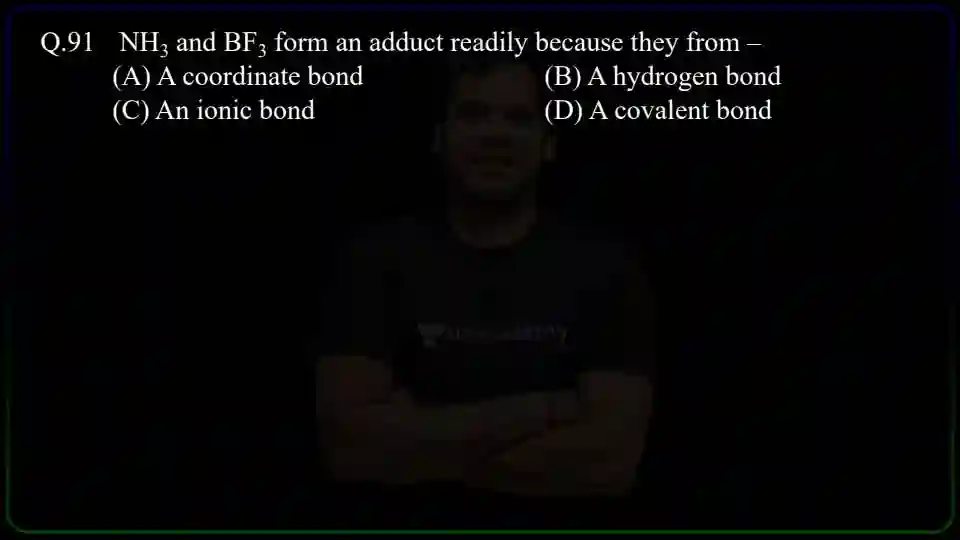 Q.91 NH₃ and BF₃ form an adduct readily because they from –
(A) A coordinate bond (B) A hydrogen bond
(C) An ionic bond (D) A covalent bond